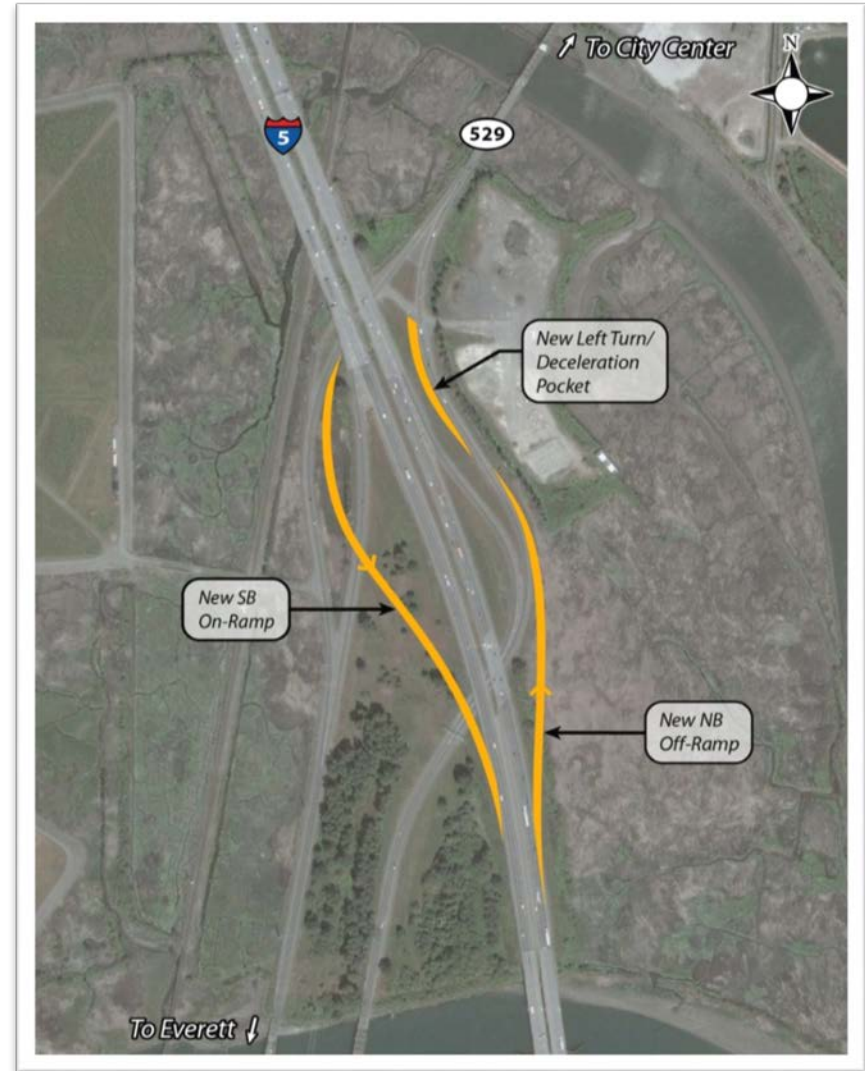 To City Center
N
5
529
New Left Turn/
Deceleration
Pocket
New SB
On-Ramp
New NB
Off-Ramp
To Everett